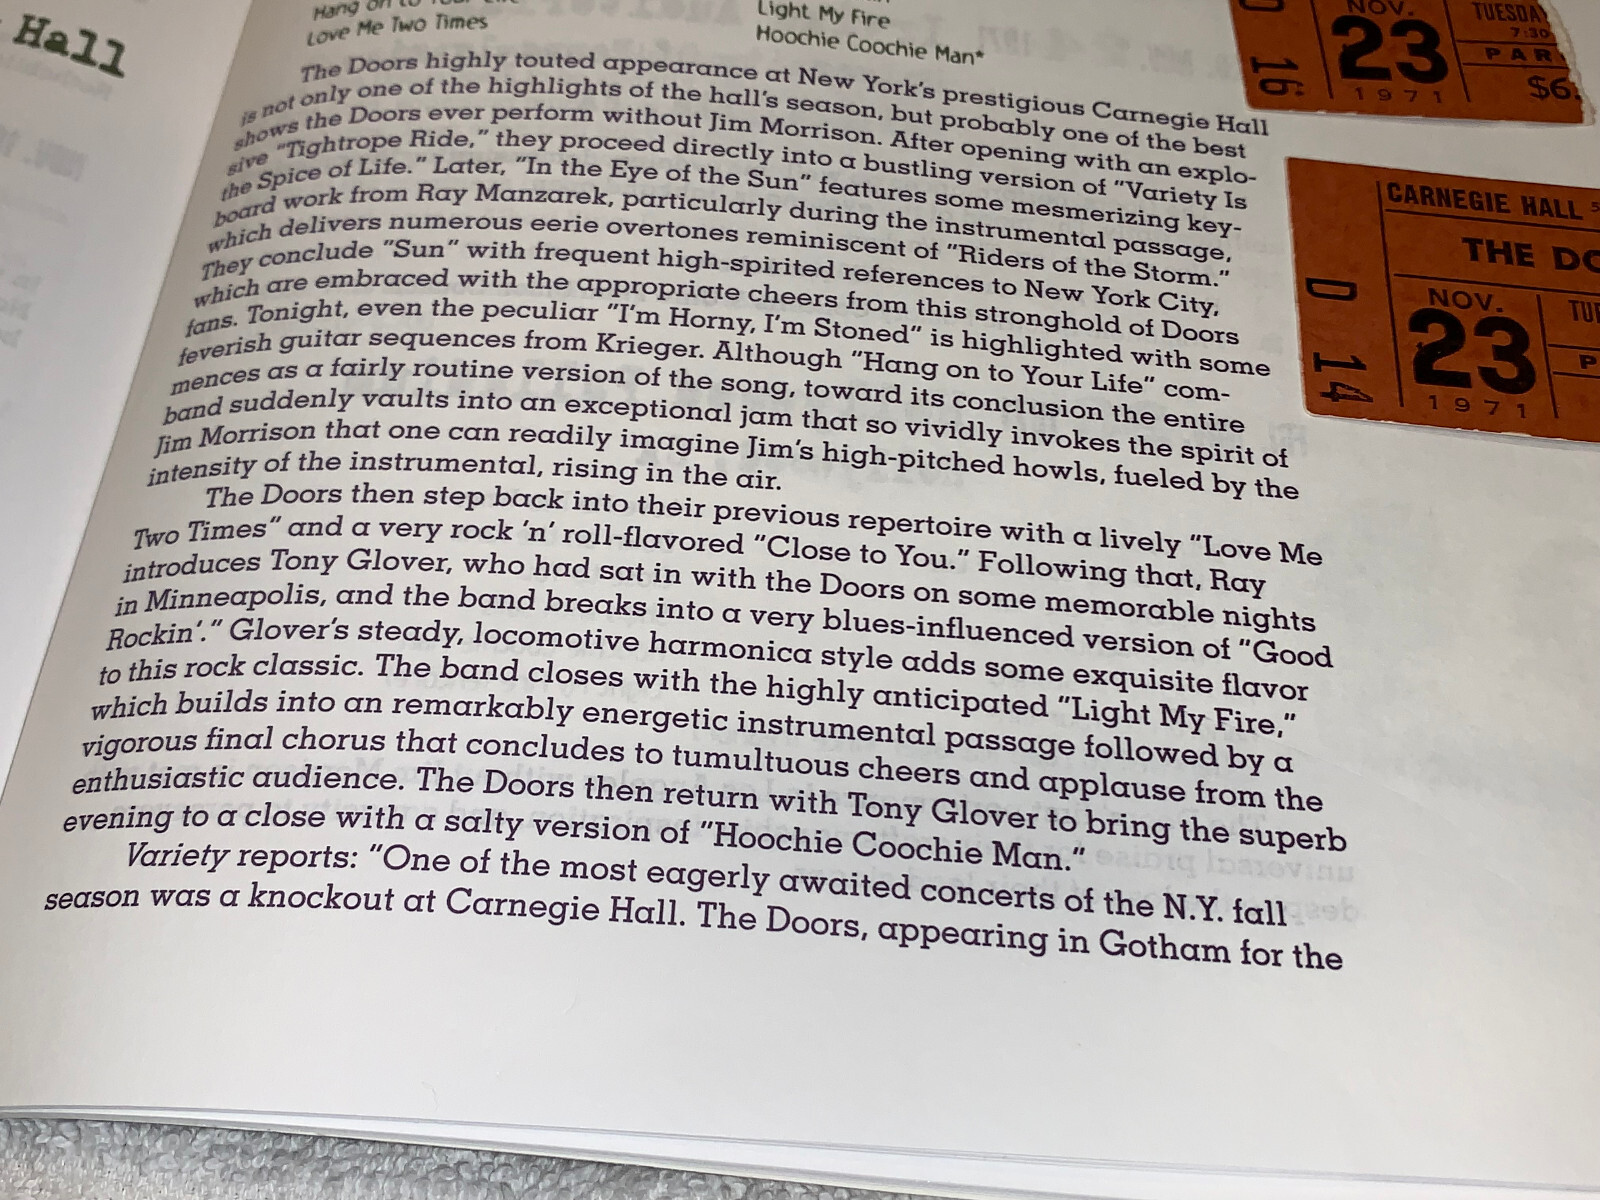 Hall
Hang on to Your Life
Love Me Two Times
Light My Fire
Hoochie Coochie Man*
The Doors highly touted appearance at New York's prestigious Carnegie Hall
is not only one of the highlights of the hall's season, but probably one of the best
shows the Doors ever perform without Jim Morrison. After opening with an explo-
sive "Tightrope Ride," they proceed directly into a bustling version of "Variety Is
the Spice of Life." Later, "In the Eye of the Sun" features some mesmerizing key-
board work from Ray Manzarek, particularly during the instrumental passage,
which delivers numerous eerie overtones reminiscent of "Riders of the Storm."
They conclude "Sun" with frequent high-spirited references to New York City,
which are embraced with the appropriate cheers from this stronghold of Doors
fans. Tonight, even the peculiar "I'm Horny, I'm Stoned" is highlighted with some
feverish guitar sequences from Krieger. Although "Hang on to Your Life" com-
mences as a fairly routine version of the song, toward its conclusion the entire
band suddenly vaults into an exceptional jam that so vividly invokes the spirit of
Jim Morrison that one can readily imagine Jim's high-pitched howls, fueled by the
intensity of the instrumental, rising in the air.
The Doors then step back into their previous repertoire with a lively "Love Me
Two Times" and a very rock 'n' roll-flavored "Close to You." Following that, Ray
introduces Tony Glover, who had sat in with the Doors on some memorable nights
in Minneapolis, and the band breaks into a very blues-influenced version of "Good
Rockin'." Glover's steady, locomotive harmonica style adds some exquisite flavor
to this rock classic. The band closes with the highly anticipated "Light My Fire,"
which builds into an remarkably energetic instrumental passage followed by a
vigorous final chorus that concludes to tumultuous cheers and applause from the
enthusiastic audience. The Doors then return with Tony Glover to bring the superb
evening to a close with a salty version of "Hoochie Coochie Man."
Variety reports: "One of the most eagerly awaited concerts of the N.Y. fall
season was a knockout at Carnegie Hall. The Doors, appearing in Gotham for the
16
NOV.
23
1971
TUESDAY
7:30
PAR
$6.
CARNEGIE HALL
THE DO
D
14
NOV.
23
1971
TU
P